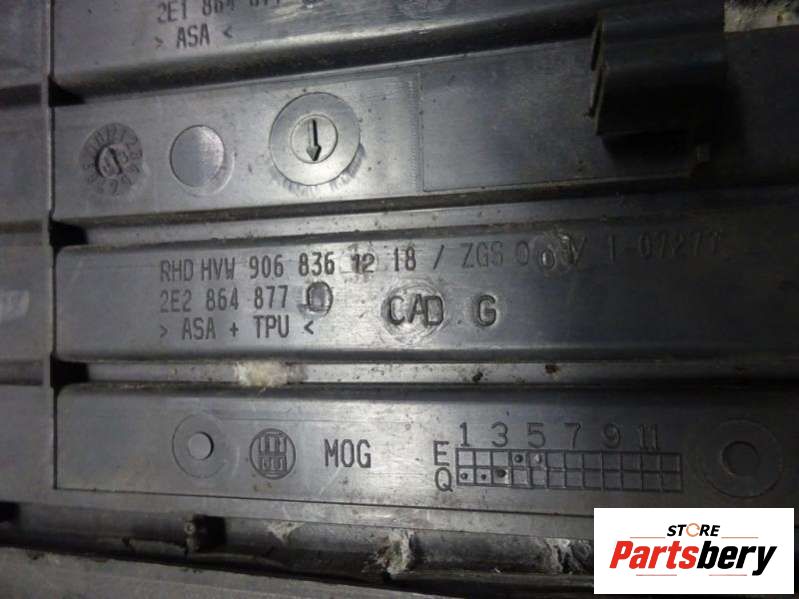 2E1 864 877
> ASA <
RHD HVW 906 836 12 18 / ZGS
2E2 864 877
> ASA + TPU <
CAD G
MOG
1 3 5 7 9 11
E
Q
STORE
Partsbery